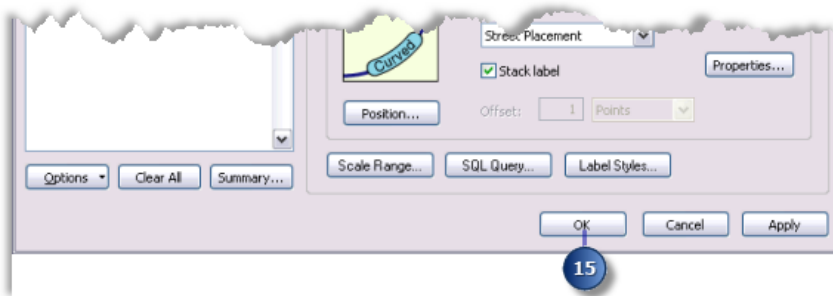 Street Placement
Curved
Stack label
Properties...
Position...
Offset: 1 Points
Scale Range... SQL Query... Label Styles...
Options Clear All Summary...
OK Cancel Apply
15